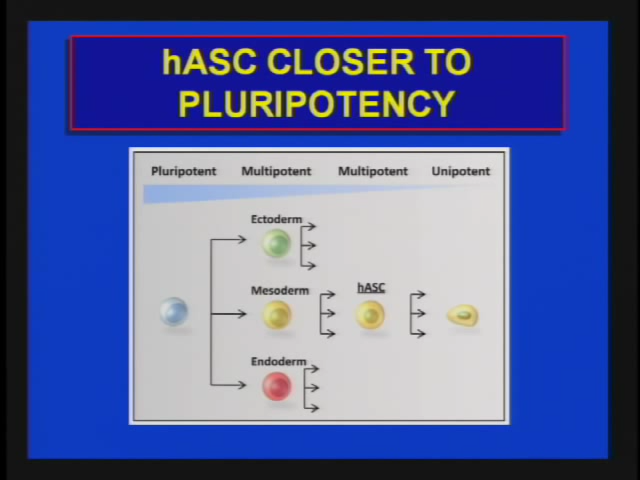 hASC CLOSER TO
PLURIPOTENCY
Pluripotent Multipotent Multipotent Unipotent
Ectoderm
Mesoderm hASC
Endoderm